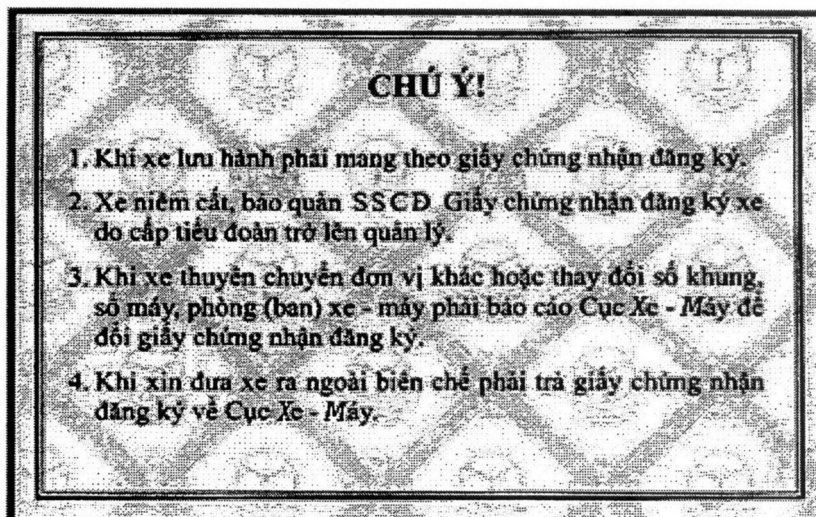 CHÚ Ý!
1. Khi xe lưu hành phải mang theo giấy chứng nhận đăng ký.
2. Xe niêm cất, bảo quản SSCĐ Giấy chứng nhận đăng ký xe
do cấp tiểu đoàn trở lên quản lý.
3. Khi xe thuyên chuyển đơn vị khác hoặc thay đổi số khung,
số máy, phòng (ban) xe - máy phải báo cáo Cục Xe - Máy để
đổi giấy chứng nhận đăng ký.
4. Khi xin đưa xe ra ngoài biên chế phải trả giấy chứng nhận
đăng ký về Cục Xe - Máy.